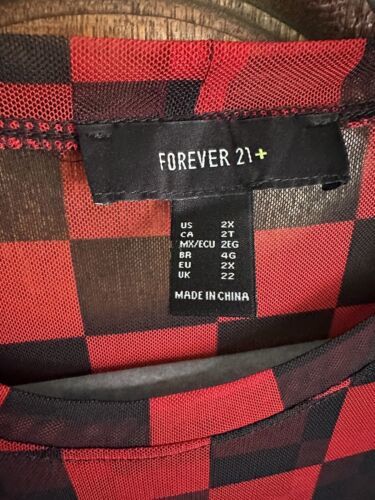 FOREVER 21+
US 2X
CA 2T
MX/ECU 2EG
BR 4G
EU 2X
UK 22
MADE IN CHINA